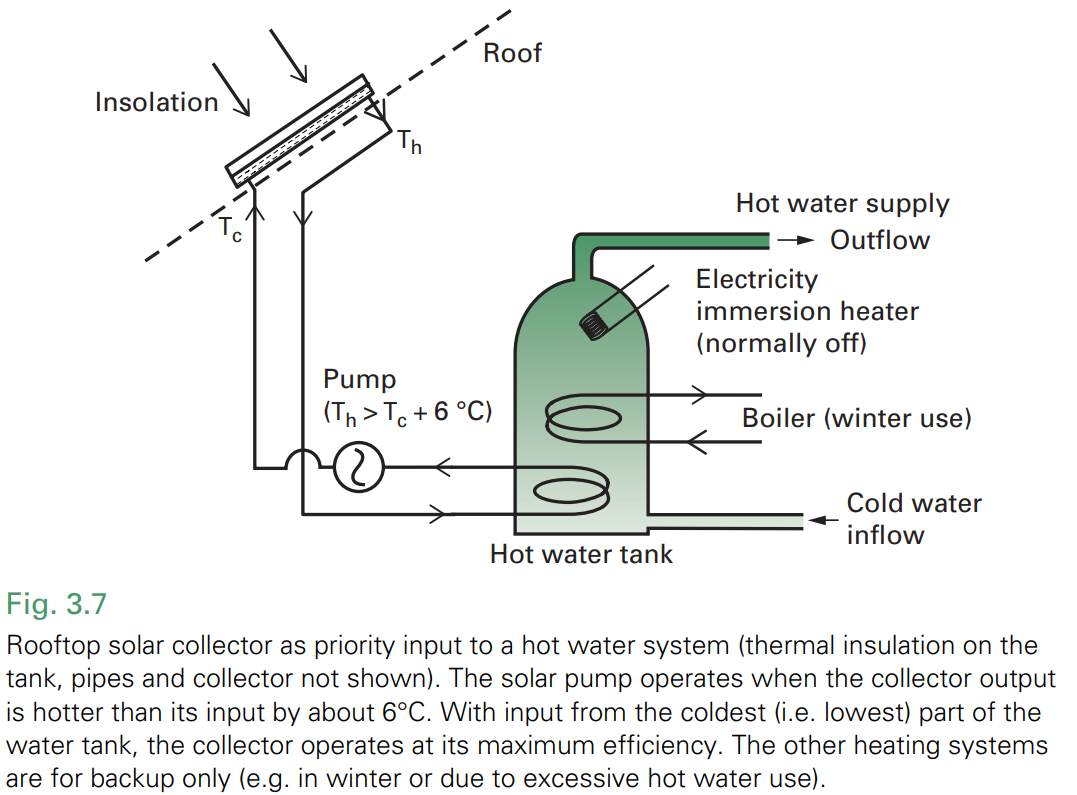 Roof
Insolation
Th
Tc
Hot water supply
Outflow
Electricity
immersion heater
(normally off)
Pump
(Th > Tc + 6 °C)
Boiler (winter use)
Cold water
inflow
Hot water tank
Fig. 3.7
Rooftop solar collector as priority input to a hot water system (thermal insulation on the
tank, pipes and collector not shown). The solar pump operates when the collector output
is hotter than its input by about 6°C. With input from the coldest (i.e. lowest) part of the
water tank, the collector operates at its maximum efficiency. The other heating systems
are for backup only (e.g. in winter or due to excessive hot water use).